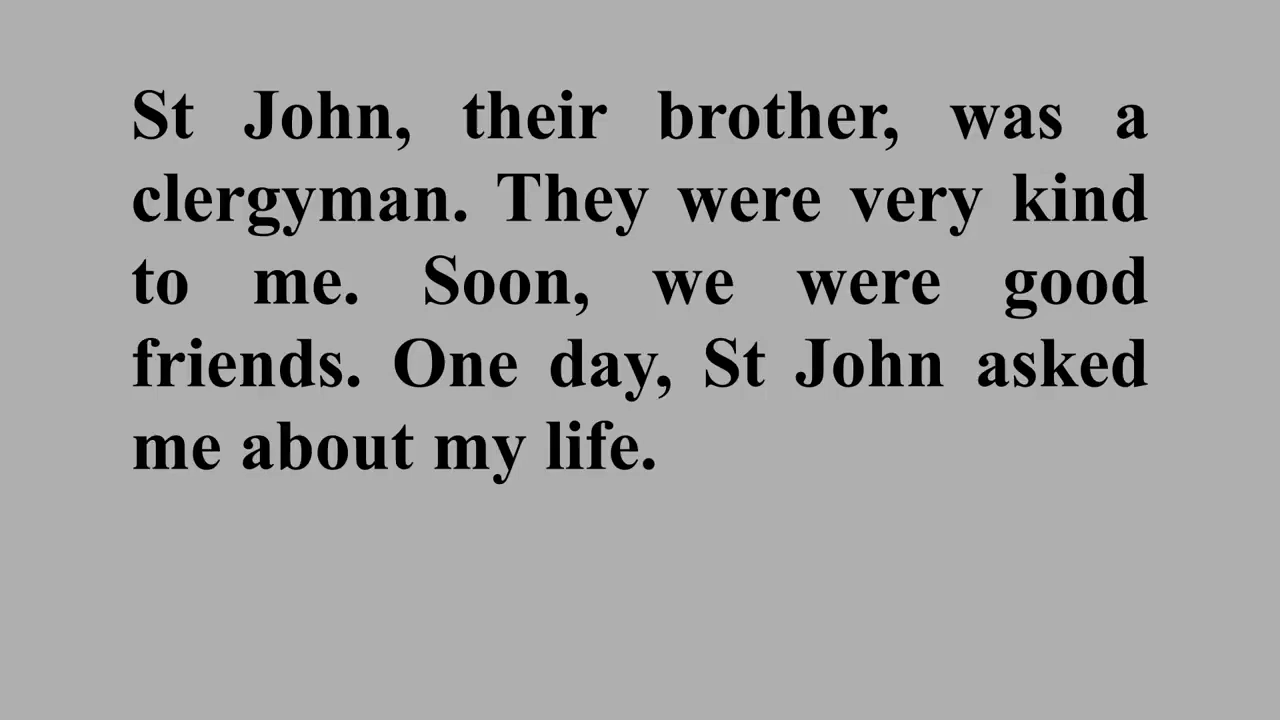 St John, their brother, was a
clergyman. They were very kind
to me. Soon, we were good
friends. One day, St John asked
me about my life.